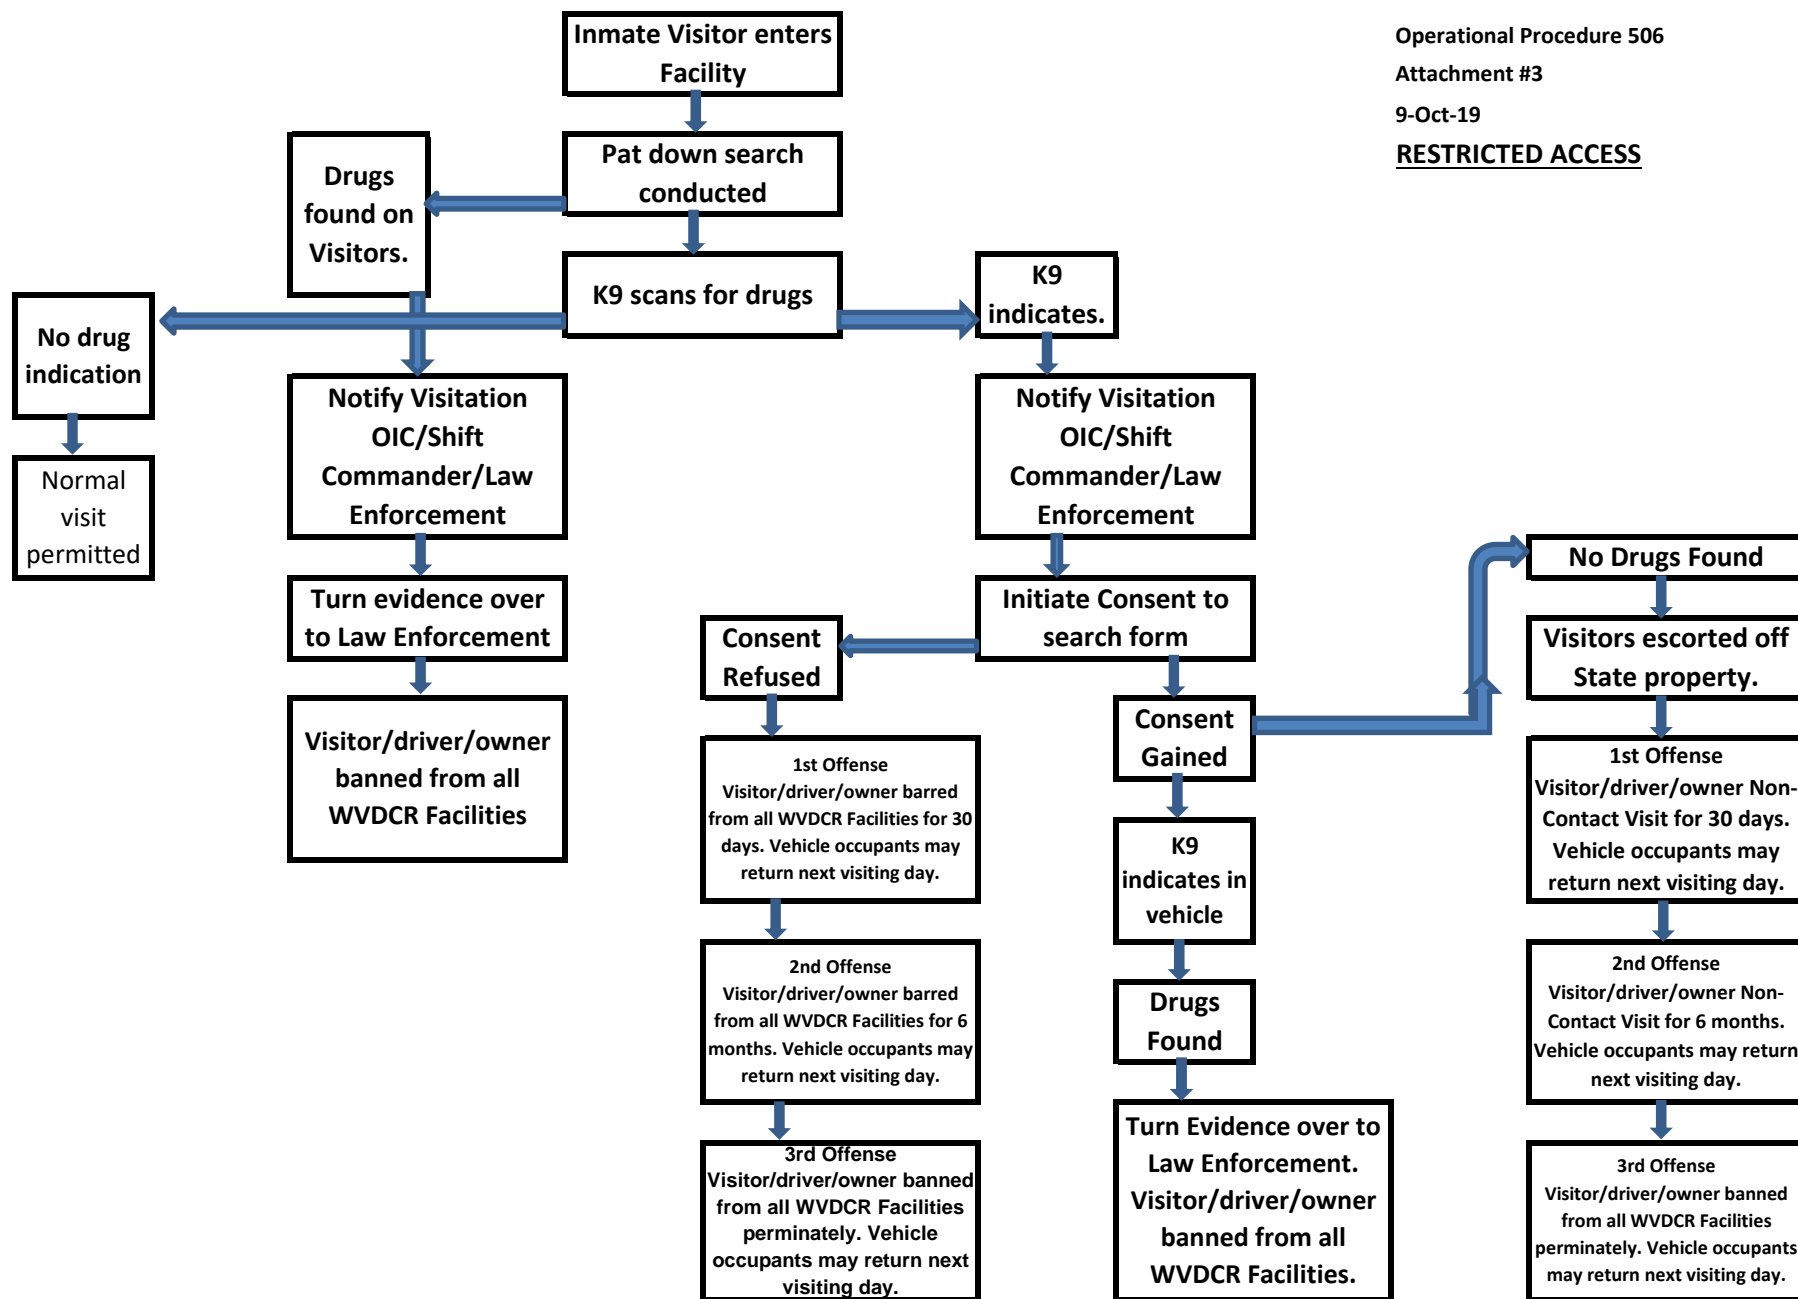 Operational Procedure 506
Attachment #3
9-Oct-19
RESTRICTED ACCESS
Inmate Visitor enters
Facility
Pat down search
conducted
Drugs
found on
Visitors.
K9 scans for drugs
K9
indicates.
No drug
indication
Normal
visit
permitted
Notify Visitation
OIC/Shift
Commander/Law
Enforcement
Turn evidence over
to Law Enforcement
Visitor/driver/owner
banned from all
WVDCR Facilities
Notify Visitation
OIC/Shift
Commander/Law
Enforcement
Initiate Consent to
search form
Consent
Refused
1st Offense
Visitor/driver/owner barred
from all WVDCR Facilities for 30
days. Vehicle occupants may
return next visiting day.
2nd Offense
Visitor/driver/owner barred
from all WVDCR Facilities for 6
months. Vehicle occupants may
return next visiting day.
3rd Offense
Visitor/driver/owner banned
from all WVDCR Facilities
perminately. Vehicle
occupants may return next
visiting day.
Consent
Gained
K9
indicates in
vehicle
Drugs
Found
Turn Evidence over to
Law Enforcement.
Visitor/driver/owner
banned from all
WVDCR Facilities.
No Drugs Found
Visitors escorted off
State property.
1st Offense
Visitor/driver/owner Non-
Contact Visit for 30 days.
Vehicle occupants may
return next visiting day.
2nd Offense
Visitor/driver/owner Non-
Contact Visit for 6 months.
Vehicle occupants may return
next visiting day.
3rd Offense
Visitor/driver/owner banned
from all WVDCR Facilities
perminately. Vehicle occupants
may return next visiting day.